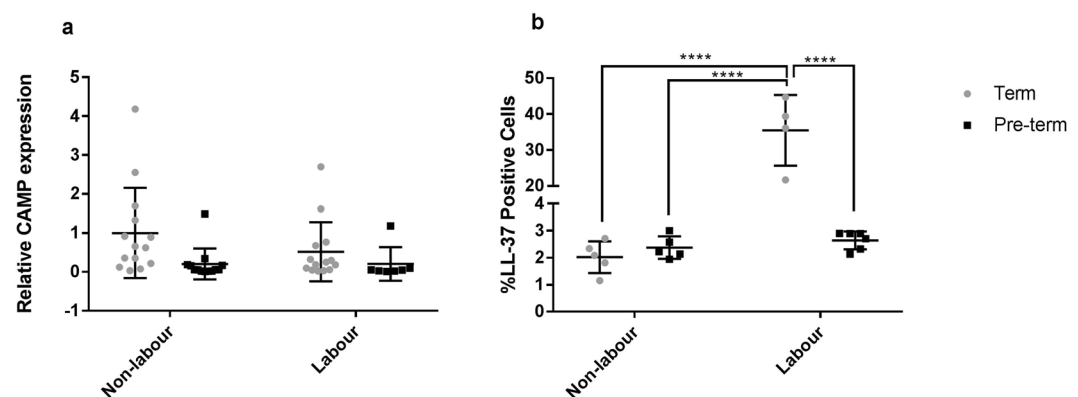 a
Relative CAMP expression
5
4
3
2
1
0
-1
Non-labour
Labour
b
****
****
****
%LL-37 Positive Cells
50
40
30
20
4
3
2
1
0
Non-labour
Labour
Term
Pre-term